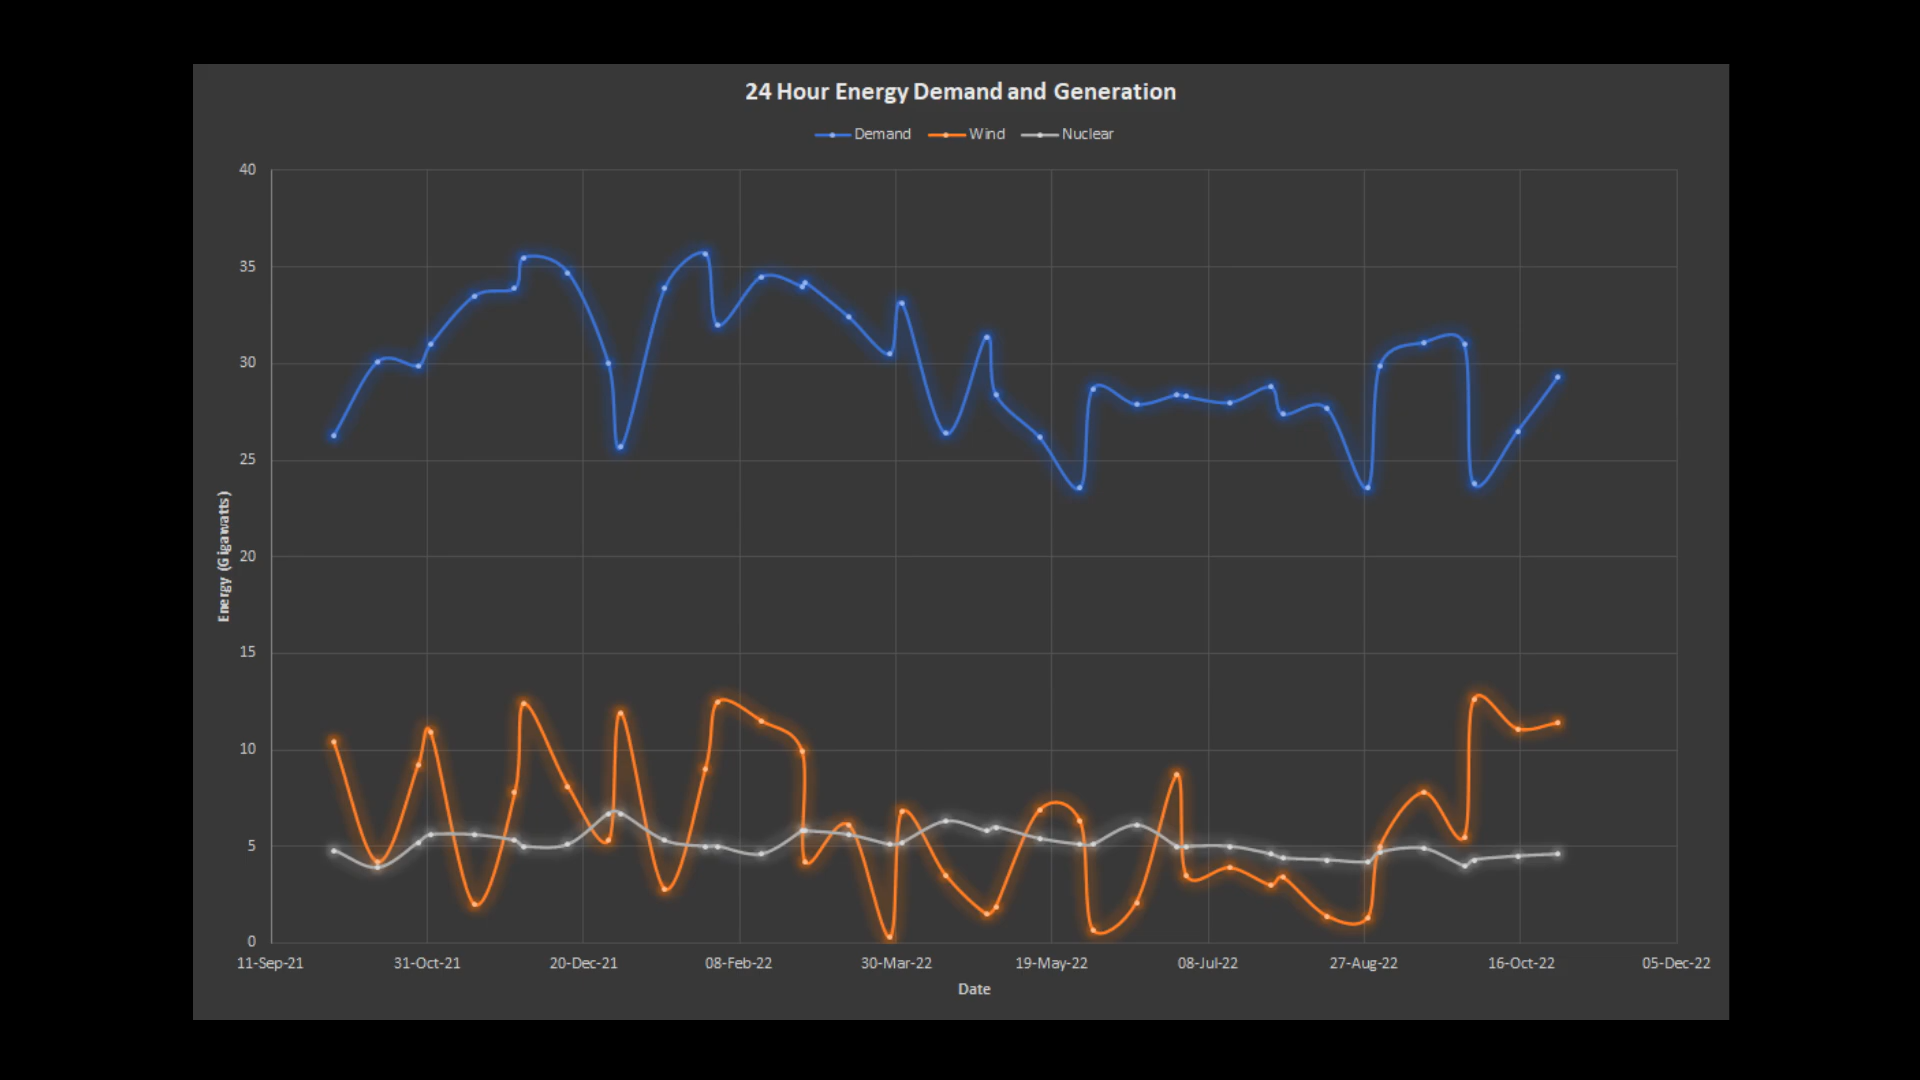 24 Hour Energy Demand and Generation
Demand Wind Nuclear
40
35
30
25
20
15
10
5
0
Energy (Gigawatts)
11-Sep-21 31-Oct-21 20-Dec-21 08-Feb-22 30-Mar-22 19-May-22 08-Jul-22 27-Aug-22 16-Oct-22 05-Dec-22
Date